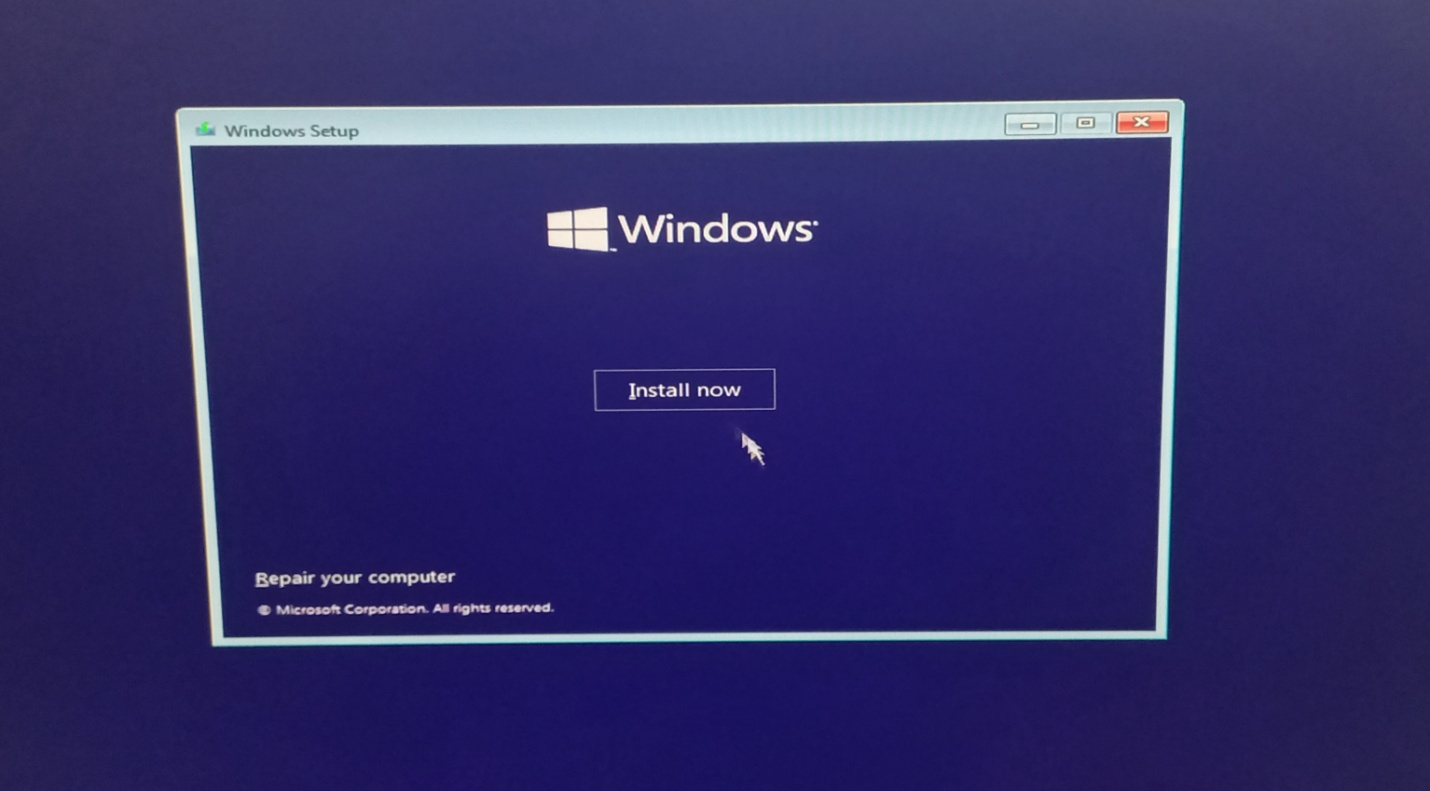 Windows Setup
Windows
Install now
Repair your computer
© Microsoft Corporation. All rights reserved.